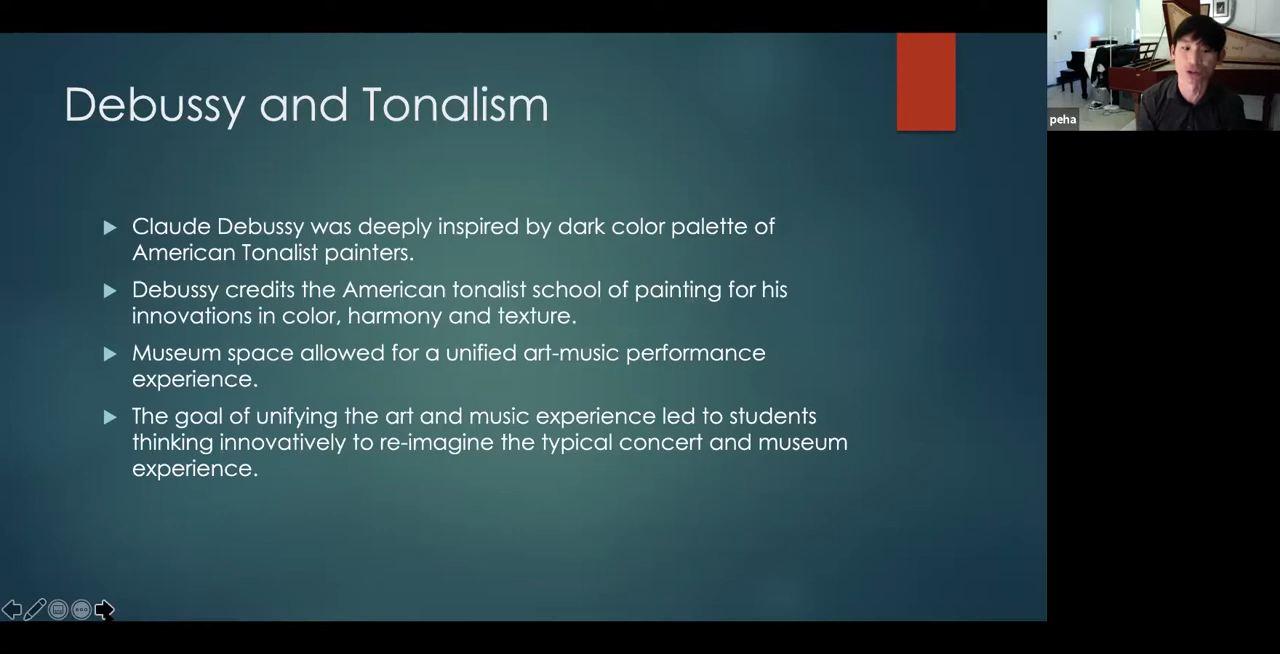 Debussy and Tonalism
Claude Debussy was deeply inspired by dark color palette of
American Tonalist painters.
Debussy credits the American tonalist school of painting for his
innovations in color, harmony and texture.
Museum space allowed for a unified art-music performance
experience.
The goal of unifying the art and music experience led to students
thinking innovatively to re-imagine the typical concert and museum
experience.
peha